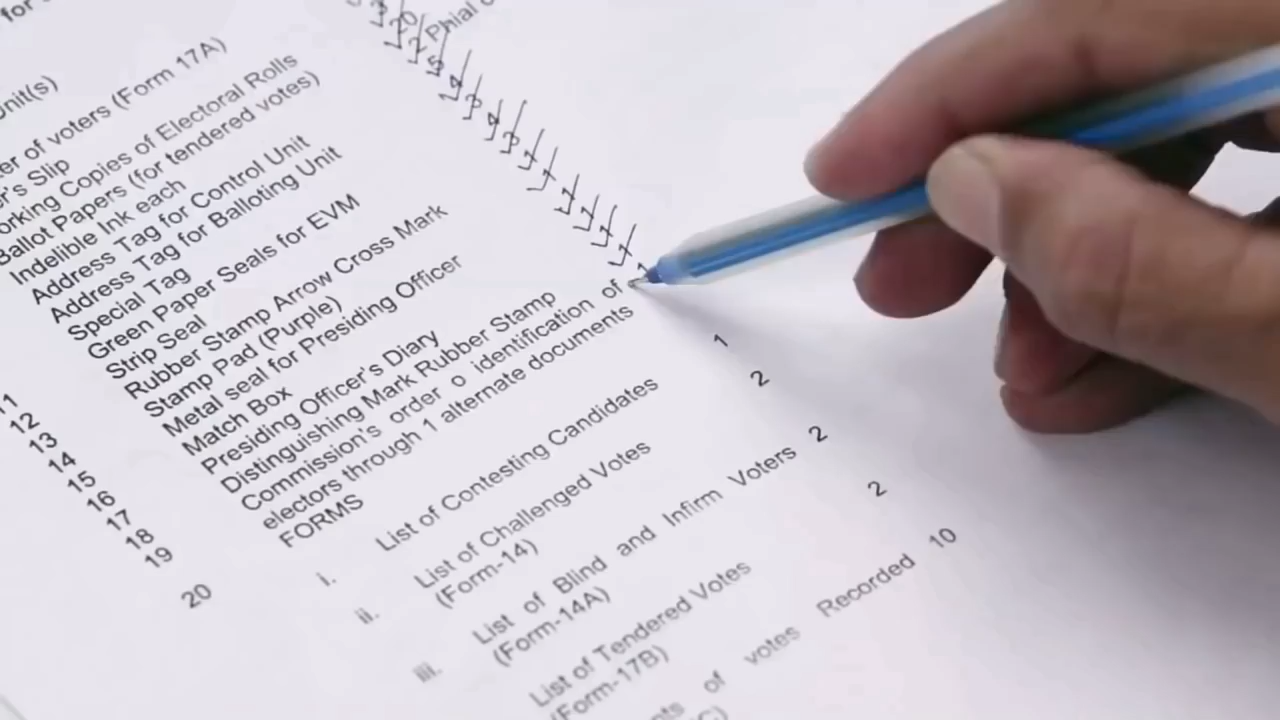 for
Phial
Unit(s)
of voters (Form 17A)
Slip
Copies of Electoral Rolls
Ballot Papers (for tendered votes)
Indelible Ink each
Address Tag for Control Unit
Address Tag for Balloting Unit
Special Tag
Green Paper Seals for EVM
11 Strip Seal
12 Rubber Stamp Arrow Cross Mark
13 Stamp Pad (Purple)
14 Metal seal for Presiding Officer
15 Match Box
16 Presiding Officer's Diary
17 Distinguishing Mark Rubber Stamp
18 Commission's order o identification of
19 electors through 1 alternate documents
20 FORMS
i. List of Contesting Candidates 1
ii. List of Challenged Votes 2
(Form-14)
iii. List of Blind and Infirm Voters 2
(Form-14A)
List of Tendered Votes 2
(Form-17B)
of votes Recorded 10